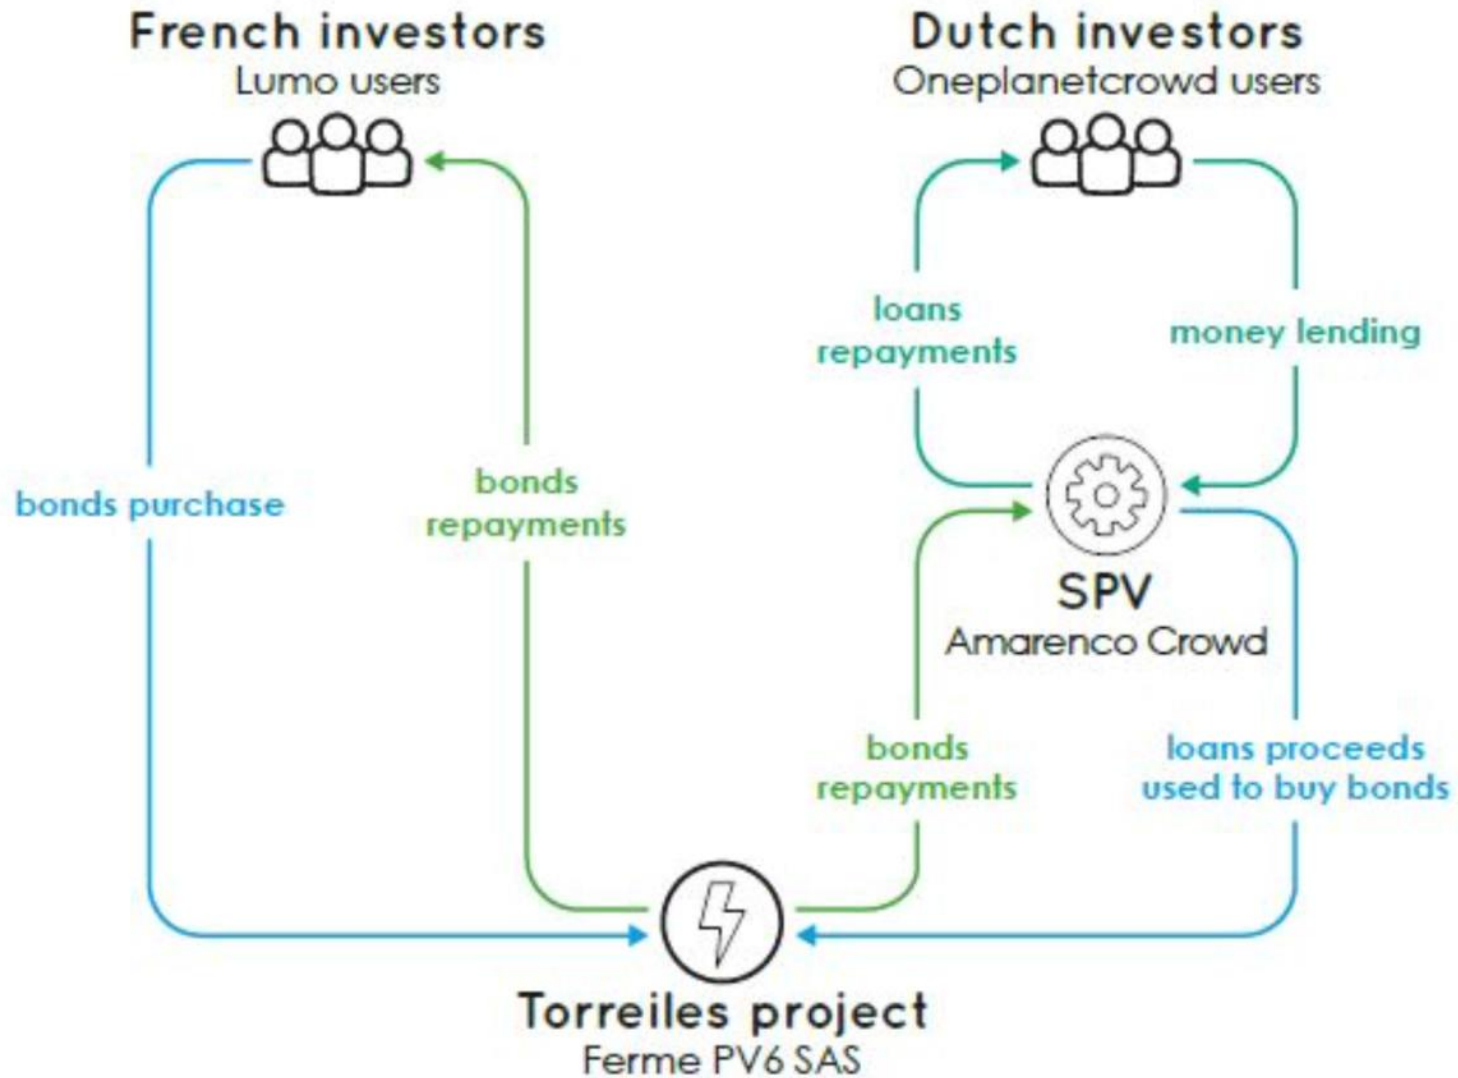 French investors
Lumo users
Dutch investors
Oneplanetcrowd users
loans
repayments
money lending
bonds purchase
bonds
repayments
SPV
Amarenco Crowd
bonds
repayments
loans proceeds
used to buy bonds
Torreiles project
Ferme PV6 SAS